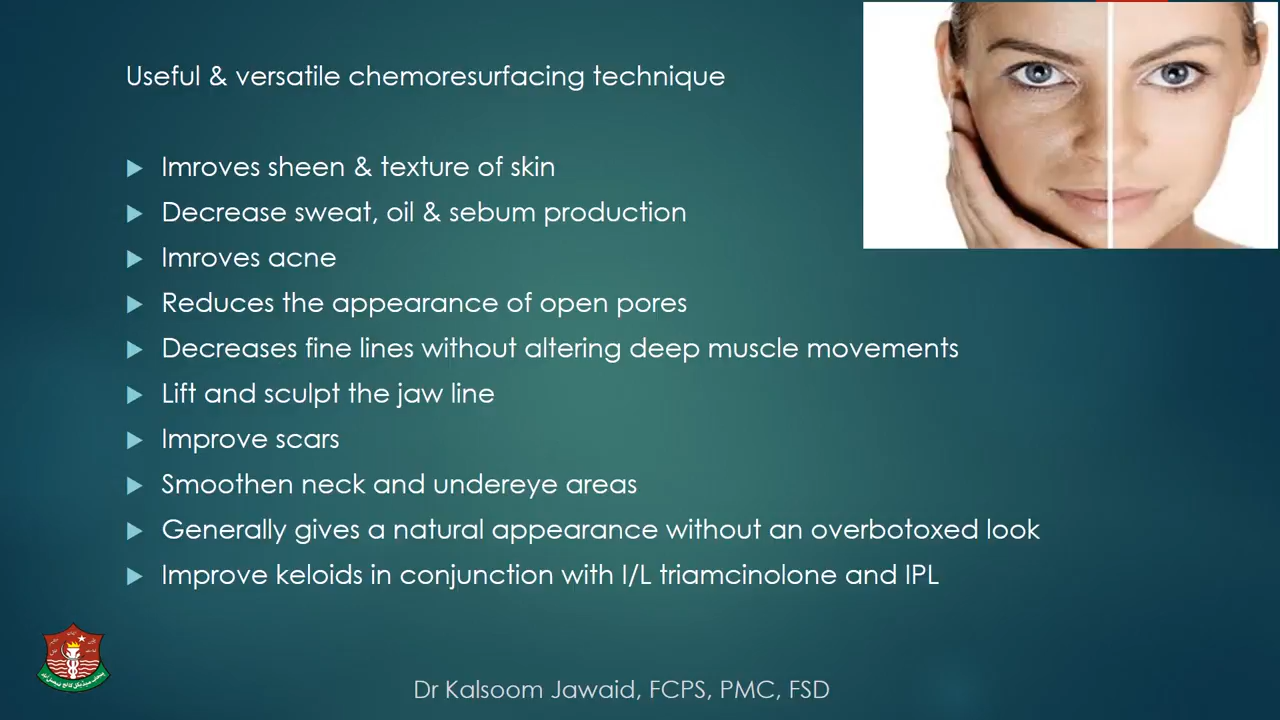 Useful & versatile chemoresurfacing technique
Imroves sheen & texture of skin
Decrease sweat, oil & sebum production
Imroves acne
Reduces the appearance of open pores
Decreases fine lines without altering deep muscle movements
Lift and sculpt the jaw line
Improve scars
Smoothen neck and undereye areas
Generally gives a natural appearance without an overbotoxed look
Improve keloids in conjunction with I/L triamcinolone and IPL
Dr Kalsoom Jawaid, FCPS, PMC, FSD